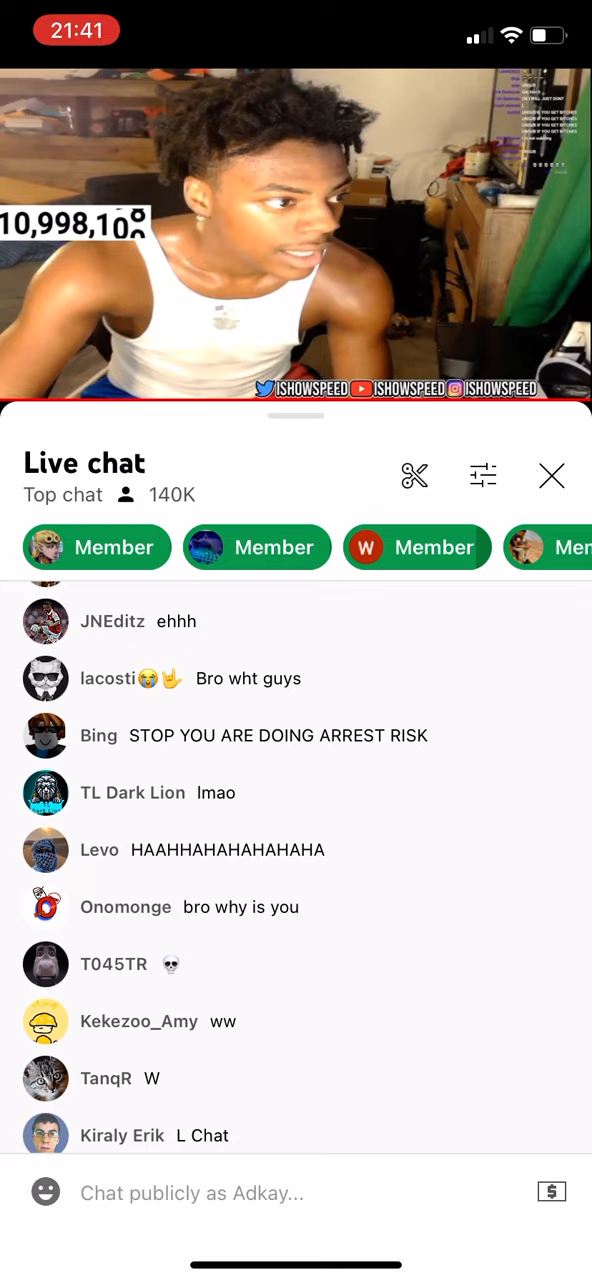 21:41
10,998,10
ISHOWSPEED ISHOWSPEED ISHOWSPEED
Live chat
Top chat 140K
Member Member W Member Mem
JNEditz ehhh
lacosti😭🤟 Bro wht guys
Bing STOP YOU ARE DOING ARREST RISK
TL Dark Lion lmao
Levo HAAHHAHAHAHAHAHA
Onomonge bro why is you
T045TR 💀
Kekezoo_Amy ww
TanqR W
Kiraly Erik L Chat
Chat publicly as Adkay...
$